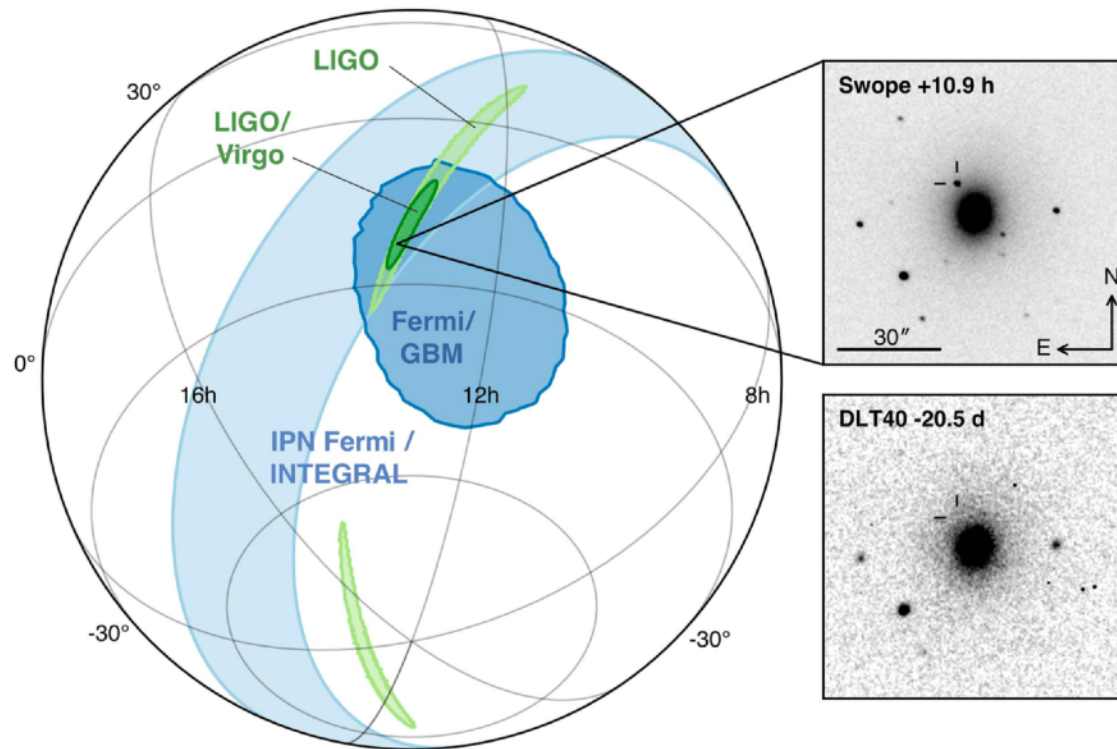 LIGO
LIGO/
Virgo
30°
0°
16h
12h
8h
Fermi/
GBM
IPN Fermi /
INTEGRAL
-30°
-30°
Swope +10.9 h
N
30″
E
DLT40 -20.5 d